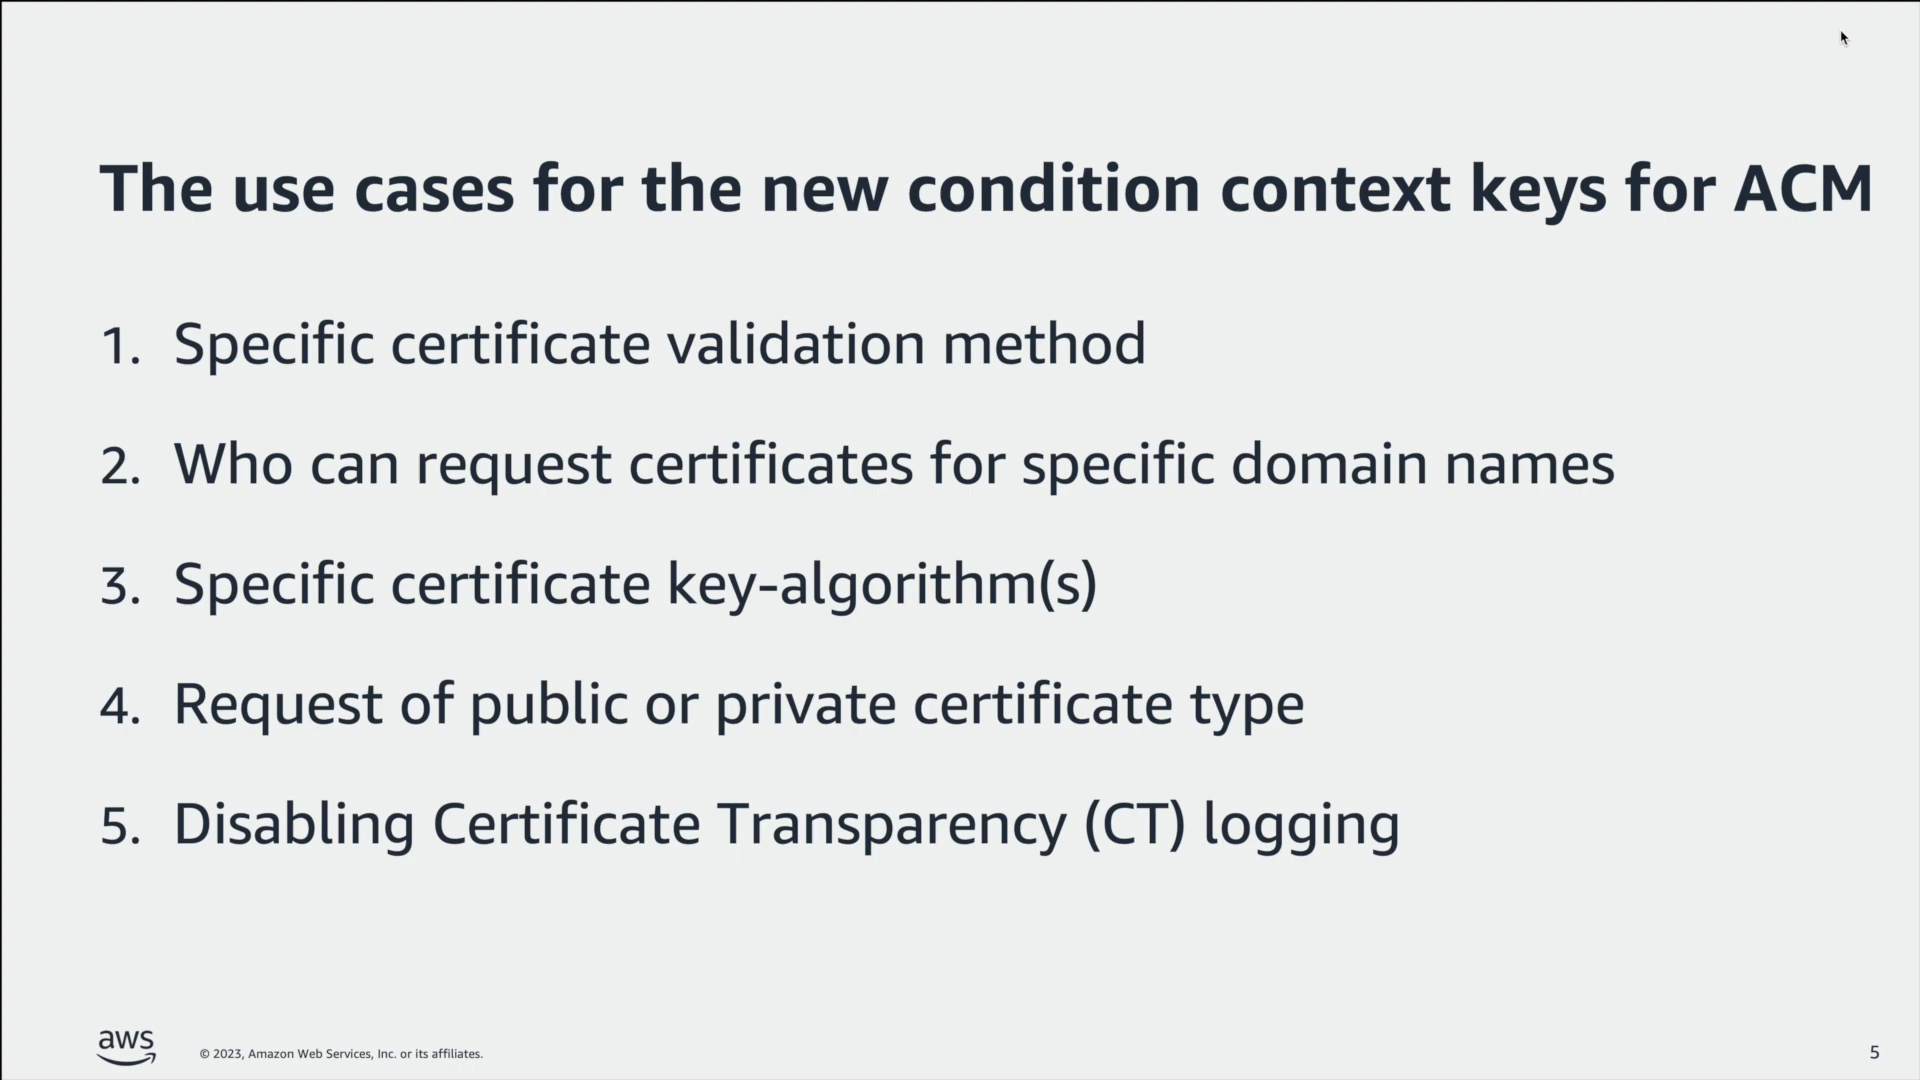 The use cases for the new condition context keys for ACM
1. Specific certificate validation method
2. Who can request certificates for specific domain names
3. Specific certificate key-algorithm(s)
4. Request of public or private certificate type
5. Disabling Certificate Transparency (CT) logging
aws
© 2023, Amazon Web Services, Inc. or its affiliates.
5